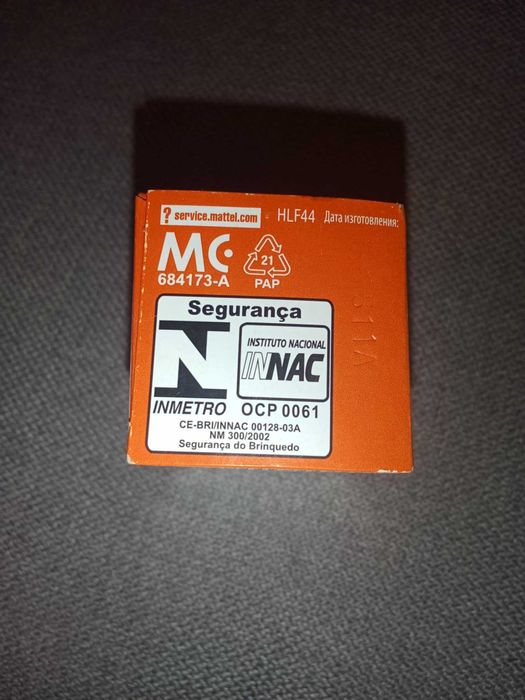 ? service.mattel.com HLF44 Дата изготовления:
MC
684173-A
21
PAP
311A
Segurança
N
INMETRO
INSTITUTO NACIONAL
INNAC
OCP 0061
CE-BRI/INNAC 00128-03A
NM 300/2002
Segurança do Brinquedo